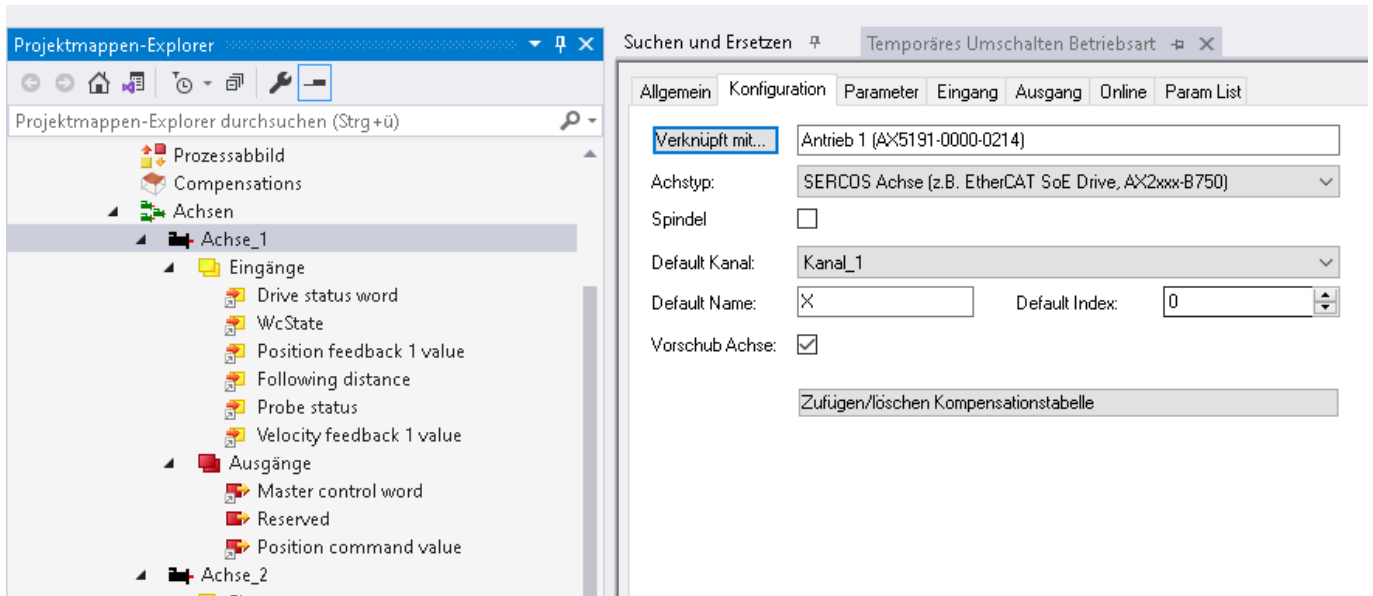 Projektmappen-Explorer
Projektmappen-Explorer durchsuchen (Strg+ü)
Prozessabbild
Compensations
Achsen
Achse_1
Eingänge
Drive status word
WcState
Position feedback 1 value
Following distance
Probe status
Velocity feedback 1 value
Ausgänge
Master control word
Reserved
Position command value
Achse_2
Suchen und Ersetzen
Temporäres Umschalten Betriebsart
Allgemein Konfiguration Parameter Eingang Ausgang Online Param List
Verknüpft mit... Antrieb 1 (AX5191-0000-0214)
Achstyp: SERCOS Achse (z.B. EtherCAT SoE Drive, AX2xxx-B750)
Spindel
Default Kanal: Kanal_1
Default Name: X Default Index: 0
Vorschub Achse:
Zufügen/löschen Kompensationstabelle